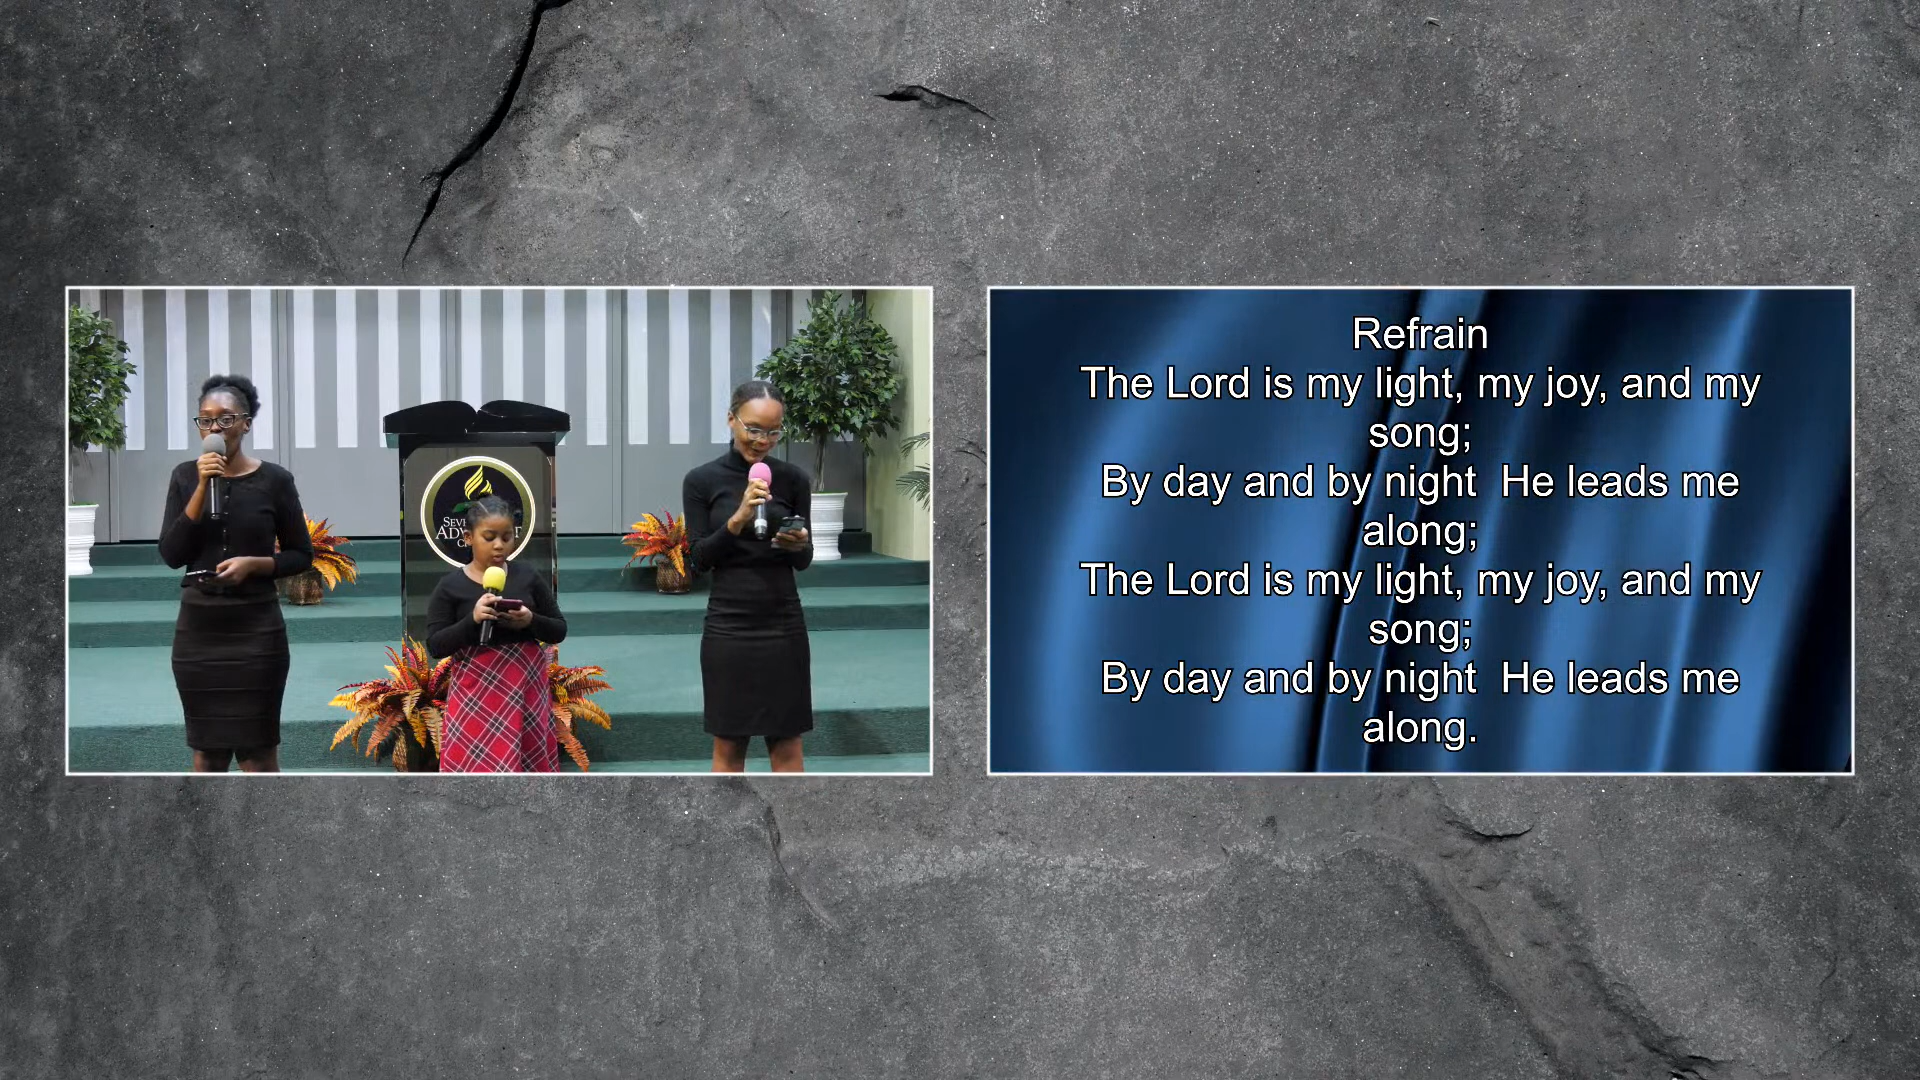 Refrain
The Lord is my light, my joy, and my
song;
By day and by night  He leads me
along;
The Lord is my light, my joy, and my
song;
By day and by night  He leads me
along.